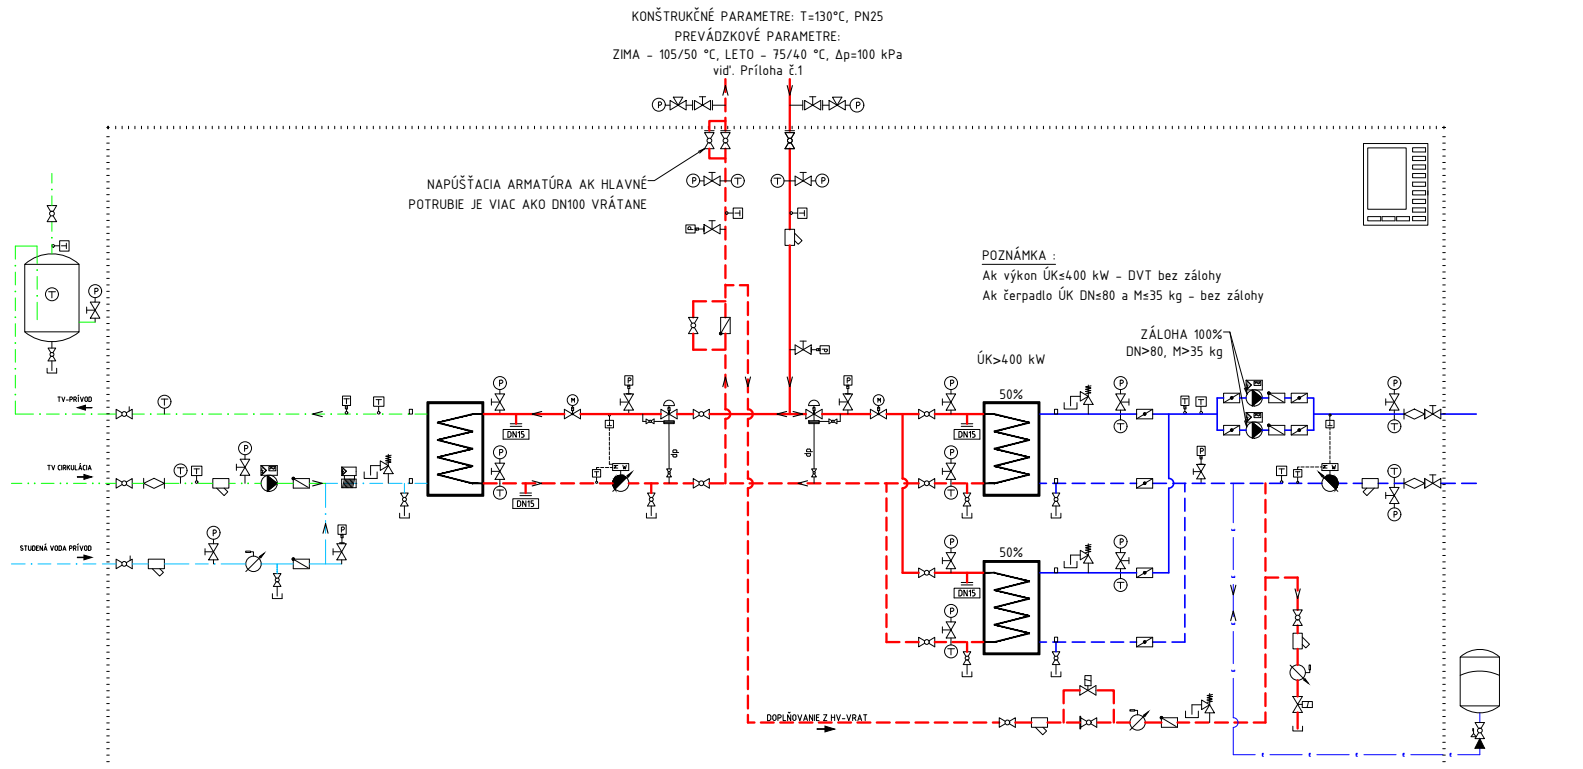 KONŠTRUKČNÉ PARAMETRE: T=130°C, PN25
PREVÁDZKOVÉ PARAMETRE:
ZIMA - 105/50 °C, LETO - 75/40 °C, Δp=100 kPa
viď. Príloha č.1
NAPÚŠŤACIA ARMATÚRA AK HLAVNÉ
POTRUBIE JE VIAC AKO DN100 VRÁTANE
POZNÁMKA :
Ak výkon ÚK≤400 kW - DVT bez zálohy
Ak čerpadlo ÚK DN≤80 a M≤35 kg - bez zálohy
ZÁLOHA 100%
DN>80, M>35 kg
ÚK>400 kW
50%
TV-PRÍVOD
DN15
DN15
dp
dp
TV CIRKULÁCIA
DN15
STUDENÁ VODA PRÍVOD
50%
DN15
DOPLŇOVANIE Z HV-VRAT